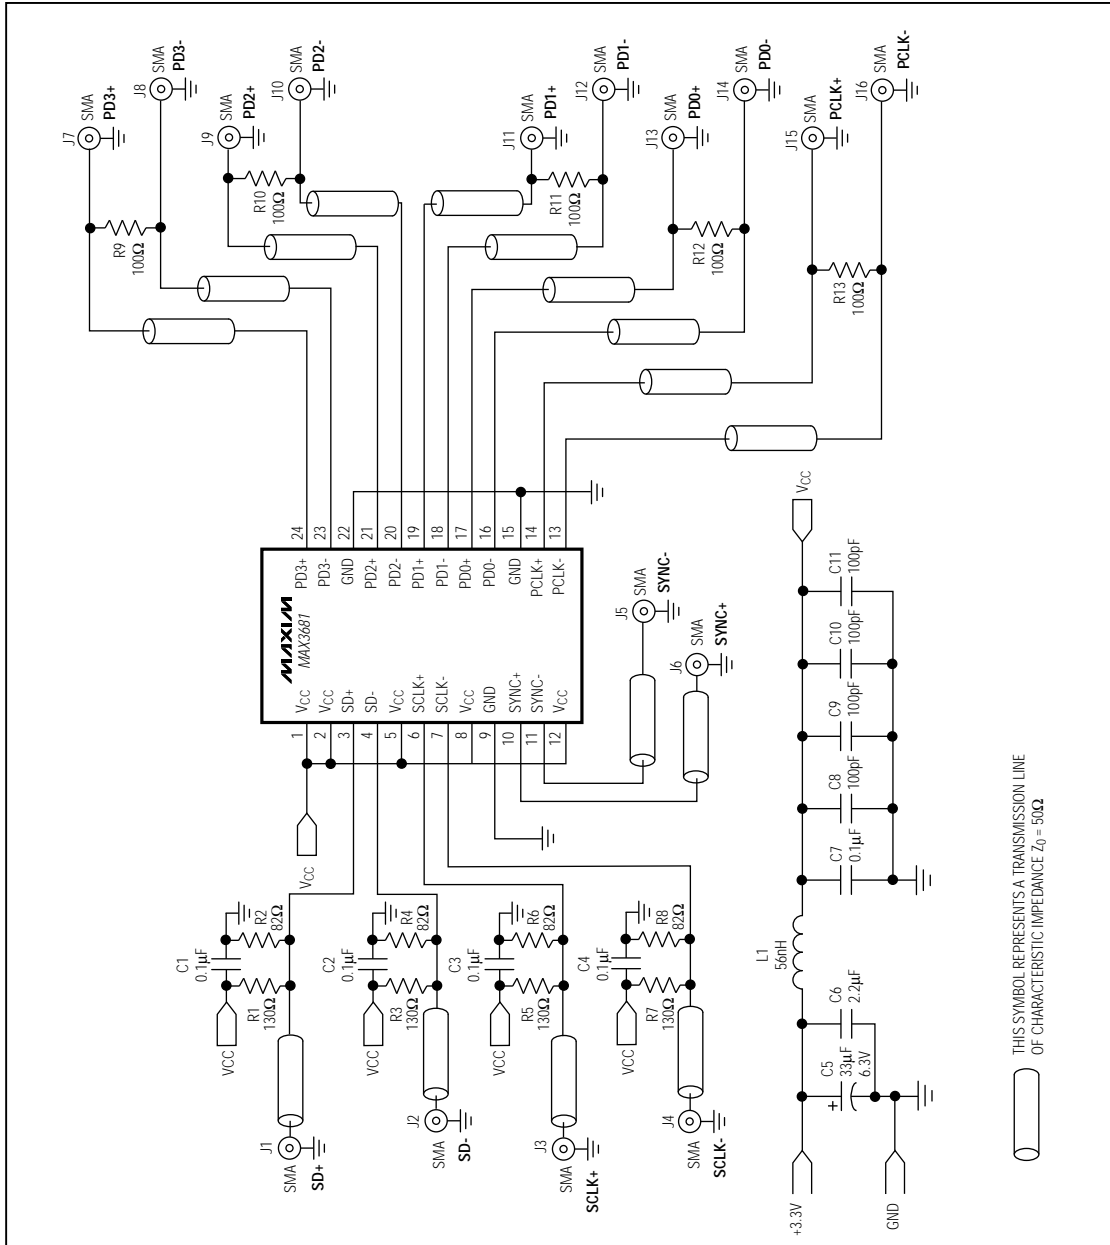 J7
SMA
PD3+
J8
SMA
PD3-
R9
100Ω
J9
SMA
PD2+
J10
SMA
PD2-
R10
100Ω
J11
SMA
PD1+
J12
SMA
PD1-
R11
100Ω
J13
SMA
PD0+
J14
SMA
PD0-
R12
100Ω
J15
SMA
PCLK+
J16
SMA
PCLK-
R13
100Ω
24
23
22
21
20
19
18
17
16
15
14
13
PD3+
PD3-
GND
PD2+
PD2-
PD1+
PD1-
PD0+
PD0-
GND
PCLK+
PCLK-
MAXIM
MAX3681
VCC
VCC
SD+
SD-
VCC
SCLK+
SCLK-
VCC
GND
SYNC+
SYNC-
VCC
1
2
3
4
5
6
7
8
9
10
11
12
J5
SMA
SYNC-
J6
SMA
SYNC+
VCC
C1
0.1µF
R2
82Ω
VCC
R1
130Ω
J1
SMA
SD+
C2
0.1µF
R4
82Ω
VCC
R3
130Ω
J2
SMA
SD-
C3
0.1µF
R6
82Ω
VCC
R5
130Ω
J3
SMA
SCLK+
C4
0.1µF
R8
82Ω
VCC
R7
130Ω
J4
SMA
SCLK-
+3.3V
GND
C5
33µF
6.3V
+
C6
2.2µF
L1
56nH
C7
0.1µF
C8
100pF
C9
100pF
C10
100pF
C11
100pF
VCC
THIS SYMBOL REPRESENTS A TRANSMISSION LINE
OF CHARACTERISTIC IMPEDANCE Z0 = 50Ω